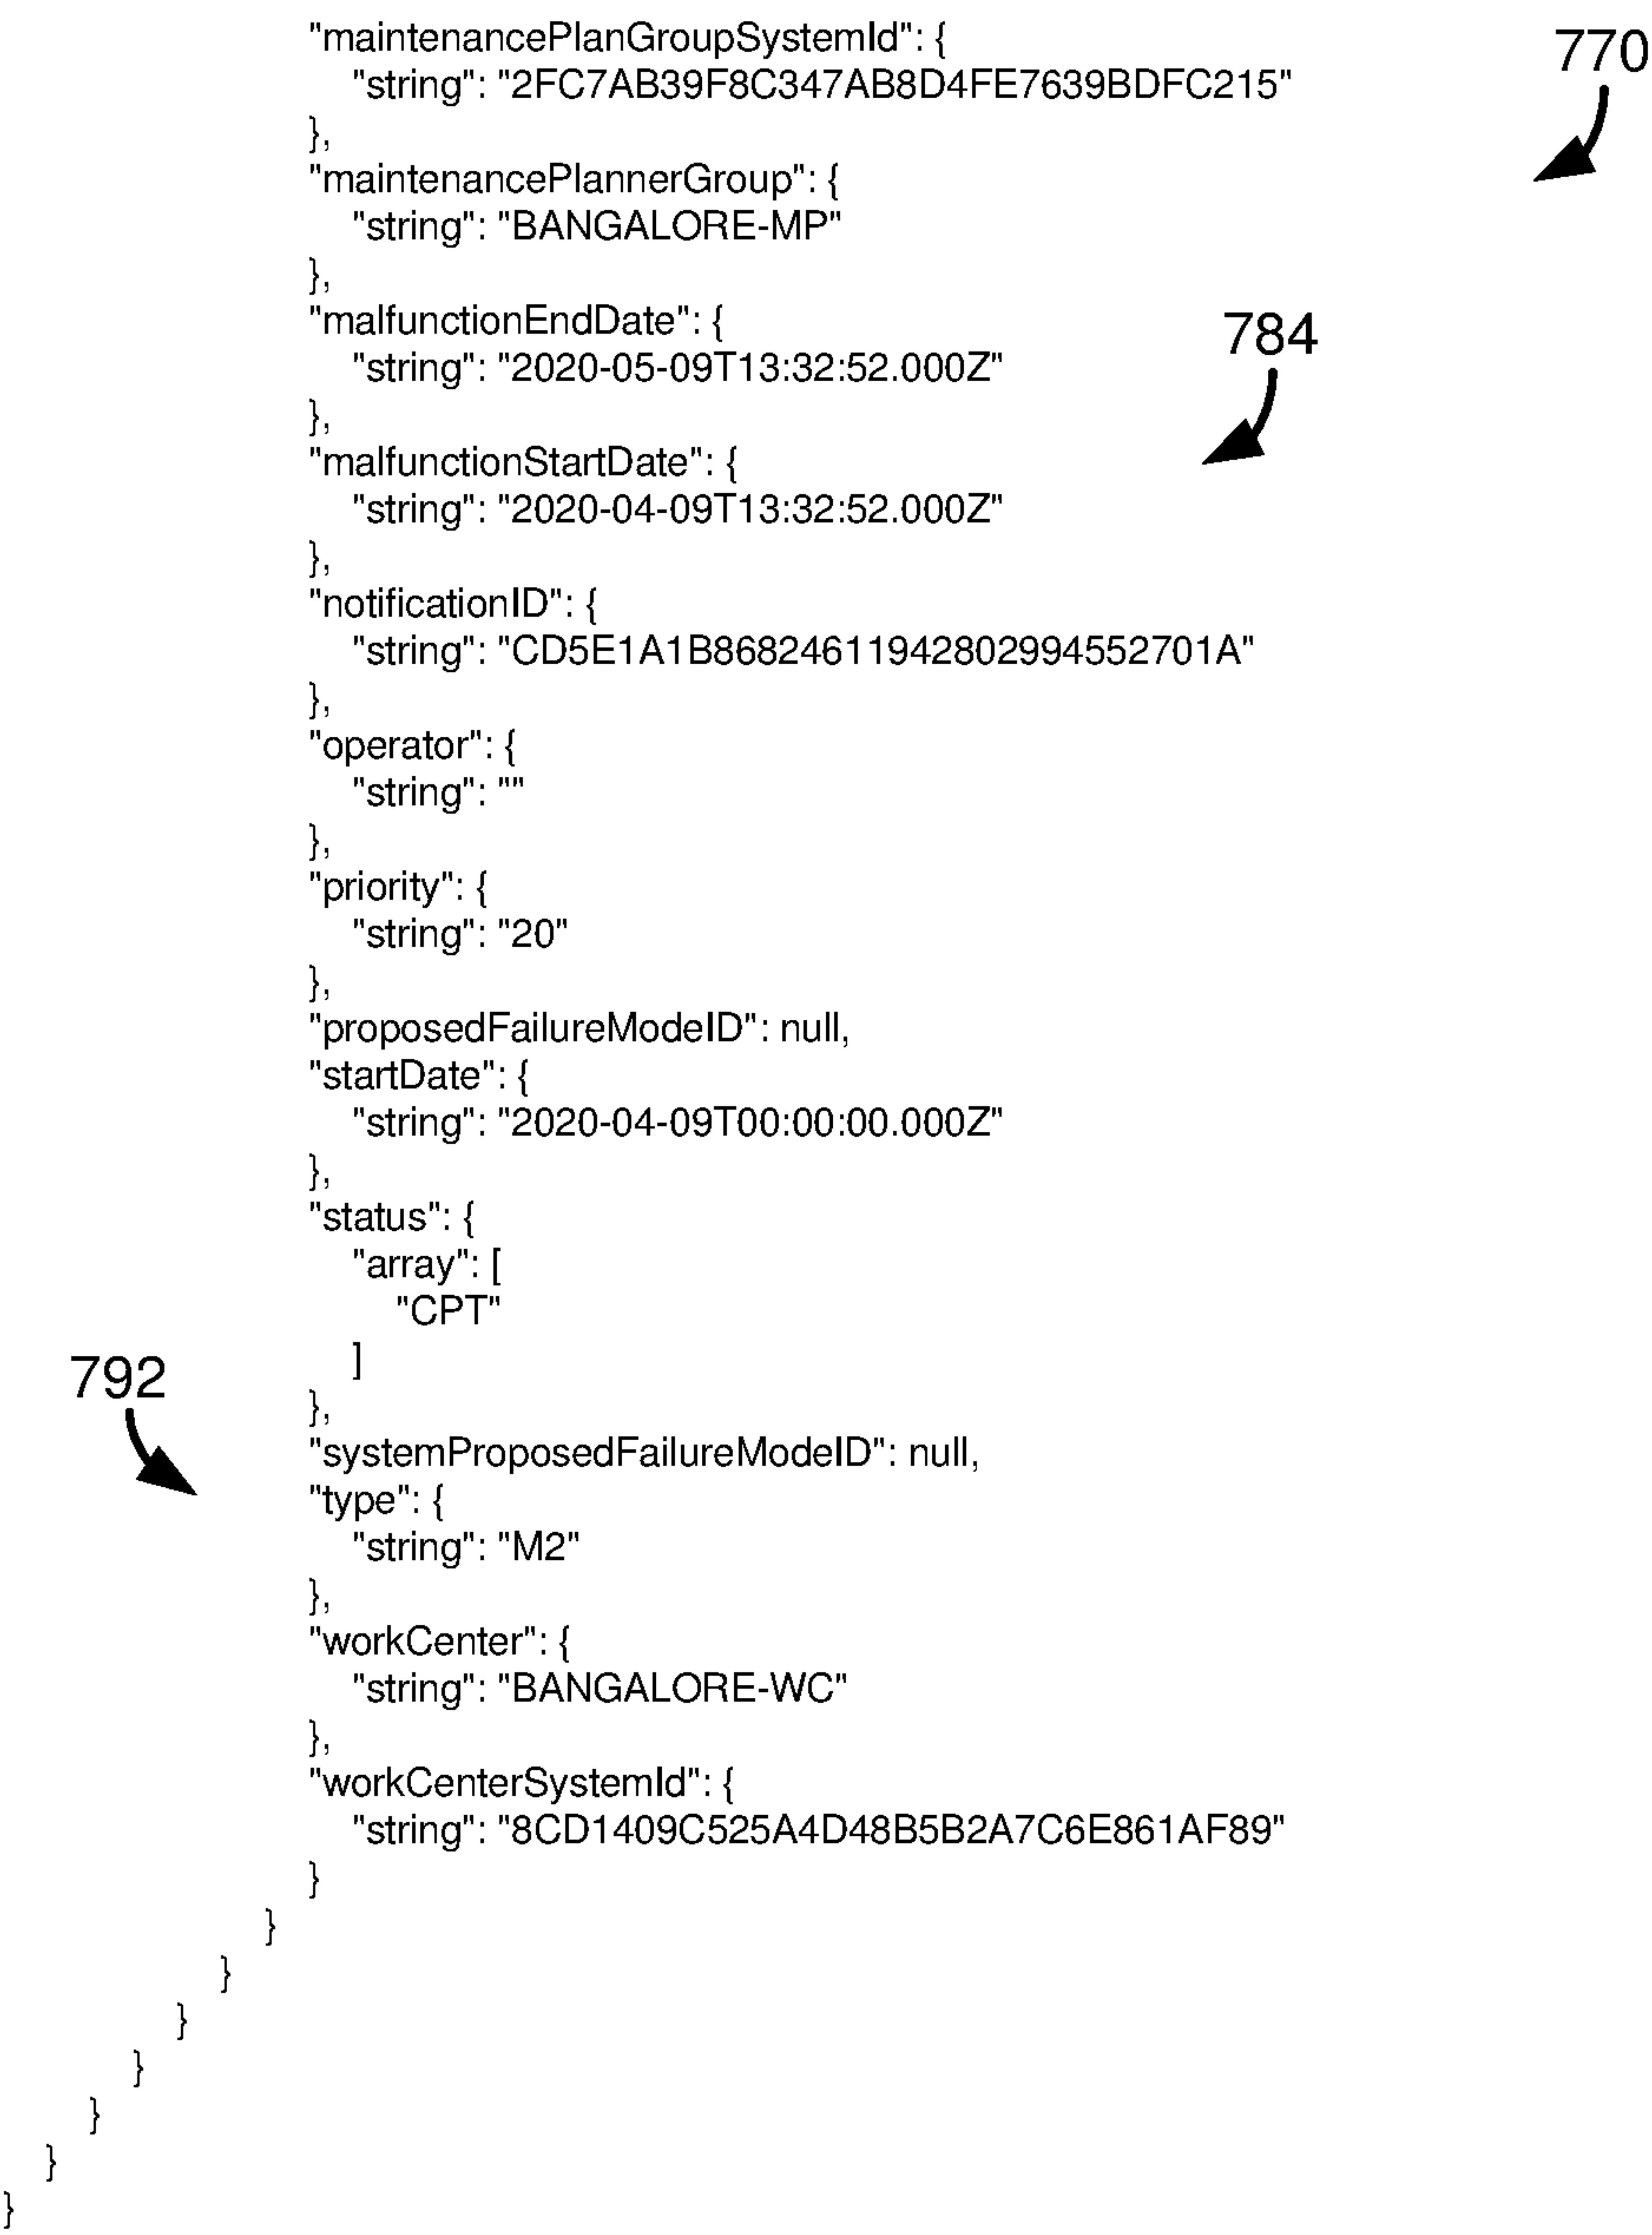 "maintenancePlanGroupSystemId": {
770
"string": "2FC7AB39F8C347AB8D4FE7639BDFC215"
},
"maintenancePlannerGroup": {
"string": "BANGALORE-MP"
},
"malfunctionEndDate": {
784
"string": "2020-05-09T13:32:52.000Z"
},
"malfunctionStartDate": {
"string": "2020-04-09T13:32:52.000Z"
},
"notificationID": {
"string": "CD5E1A1B86824611942802994552701A"
},
"operator": {
"string": ""
},
"priority": {
"string": "20"
},
"proposedFailureModeID": null,
"startDate": {
"string": "2020-04-09T00:00:00.000Z"
},
"status": {
"array": [
"CPT"
]
792
},
"systemProposedFailureModeID": null,
"type": {
"string": "M2"
},
"workCenter": {
"string": "BANGALORE-WC"
},
"workCenterSystemId": {
"string": "8CD1409C525A4D48B5B2A7C6E861AF89"
}
}
}
}
}
}
}
}